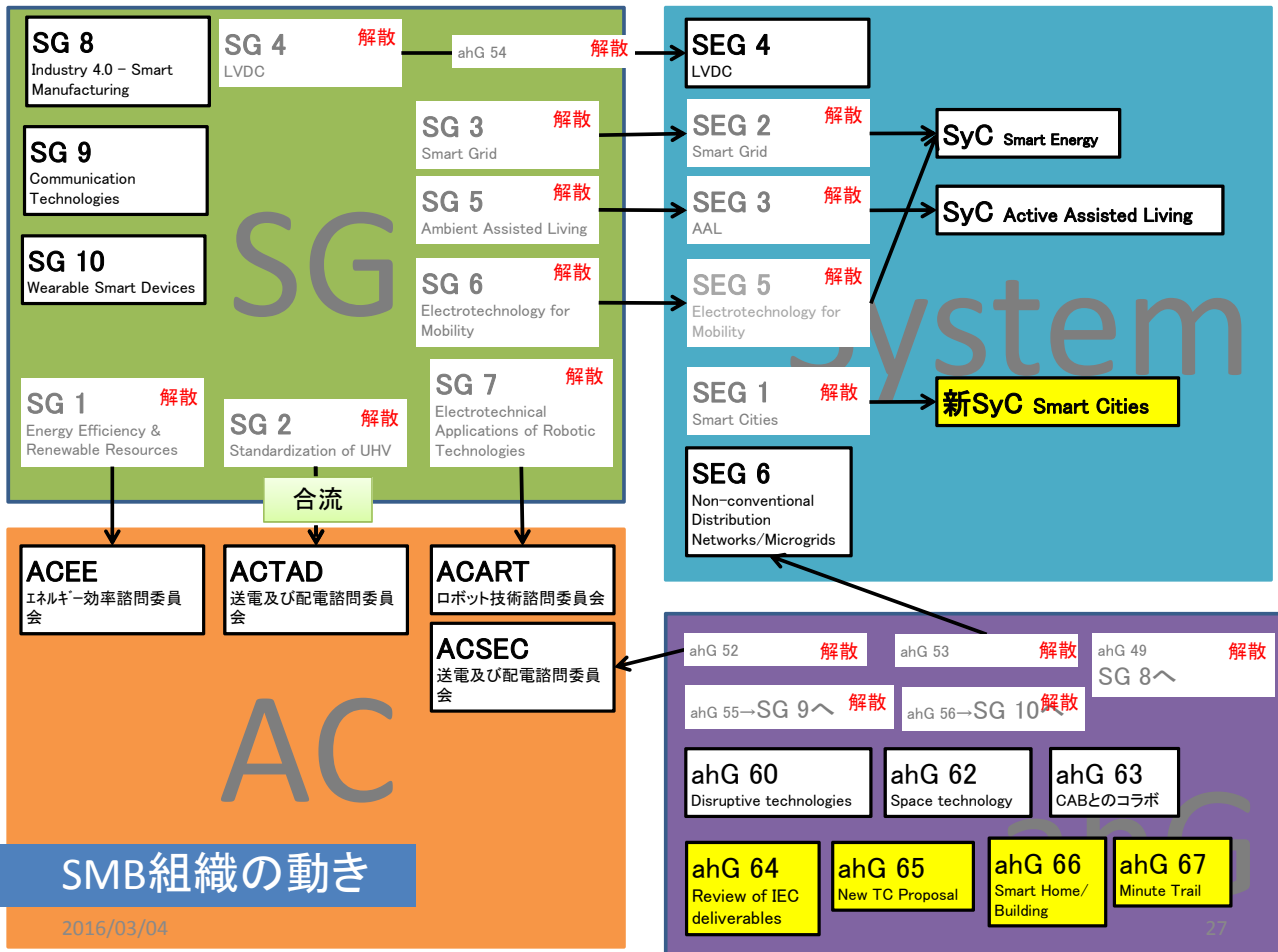 SG 8
Industry 4.0 – Smart
Manufacturing
SG 4
解散
LVDC
ahG 54
解散
SG 9
Communication
Technologies
SG 3
解散
Smart Grid
SG 5
解散
Ambient Assisted Living
SG 10
Wearable Smart Devices
SG
SG 6
解散
Electrotechnology for
Mobility
SG 1
解散
Energy Efficiency &
Renewable Resources
SG 2
解散
Standardization of UHV
SG 7
解散
Electrotechnical
Applications of Robotic
Technologies
合流
SEG 4
LVDC
SEG 2
解散
Smart Grid
SyC Smart Energy
SEG 3
解散
AAL
SyC Active Assisted Living
SEG 5
解散
Electrotechnology for
Mobility
System
SEG 1
解散
Smart Cities
新SyC Smart Cities
SEG 6
Non-conventional
Distribution
Networks/Microgrids
ACEE
エネルギー効率諮問委員
会
ACTAD
送電及び配電諮問委員
会
ACART
ロボット技術諮問委員会
ACSEC
送電及び配電諮問委員
会
AC
ahG 52
解散
ahG 53
解散
ahG 49
解散
SG 8へ
ahG 55→SG 9へ
解散
ahG 56→SG 10へ
解散
ahG 60
Disruptive technologies
ahG 62
Space technology
ahG 63
CABとのコラボ
ahG
ahG 64
Review of IEC
deliverables
ahG 65
New TC Proposal
ahG 66
Smart Home/
Building
ahG 67
Minute Trail
SMB組織の動き
2016/03/04
27